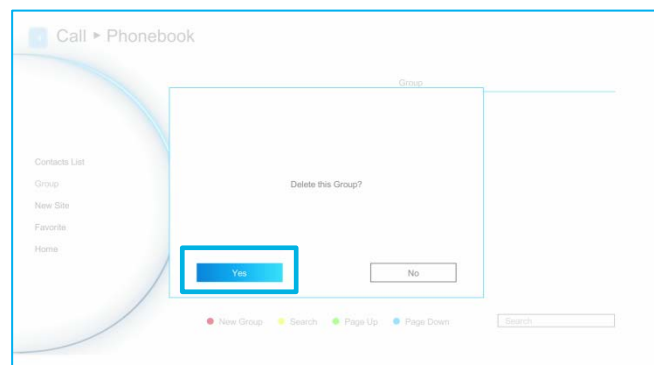 Call ▸ Phonebook
Group
Contacts List
Group
New Site
Favorite
Home
Delete this Group?
Yes
No
New Group
Search
Page Up
Page Down
Search